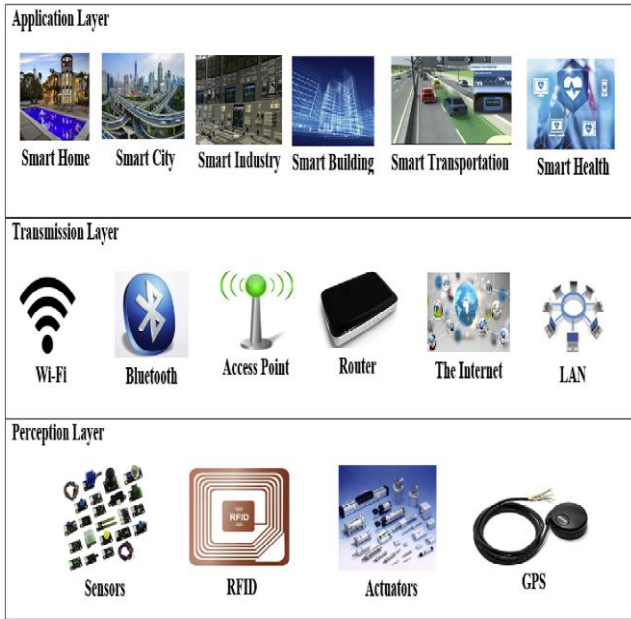 Application Layer
Smart Home
Smart City
Smart Industry
Smart Building
Smart Transportation
Smart Health
Transmission Layer
Wi-Fi
Bluetooth
Access Point
Router
The Internet
LAN
Perception Layer
RFID
Sensors
RFID
Actuators
GPS